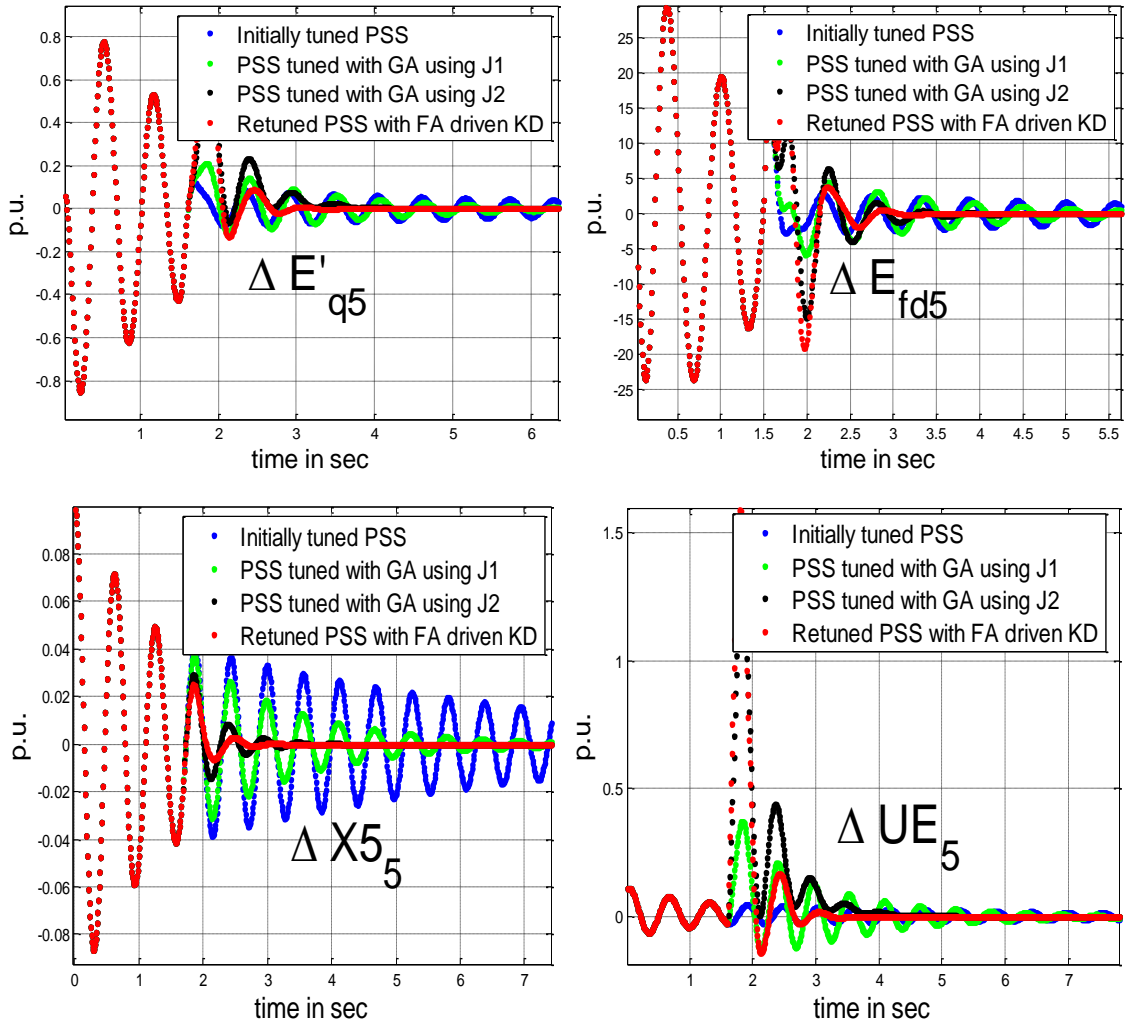 0.8
0.6
0.4
0.2
0
-0.2
-0.4
-0.6
-0.8
p.u.
Initially tuned PSS
PSS tuned with GA using J1
PSS tuned with GA using J2
Retuned PSS with FA driven KD
Δ E'q5
1 2 3 4 5 6
time in sec
25
20
15
10
5
0
-5
-10
-15
-20
-25
p.u.
Initially tuned PSS
PSS tuned with GA using J1
PSS tuned with GA using J2
Retuned PSS with FA driven KD
Δ Efd5
0.5 1 1.5 2 2.5 3 3.5 4 4.5 5 5.5
time in sec
0.08
0.06
0.04
0.02
0
-0.02
-0.04
-0.06
-0.08
p.u.
Initially tuned PSS
PSS tuned with GA using J1
PSS tuned with GA using J2
Retuned PSS with FA driven KD
Δ X55
0 1 2 3 4 5 6 7
time in sec
1.5
1
0.5
0
p.u.
Initially tuned PSS
PSS tuned with GA using J1
PSS tuned with GA using J2
Retuned PSS with FA driven KD
Δ UE5
1 2 3 4 5 6 7
time in sec